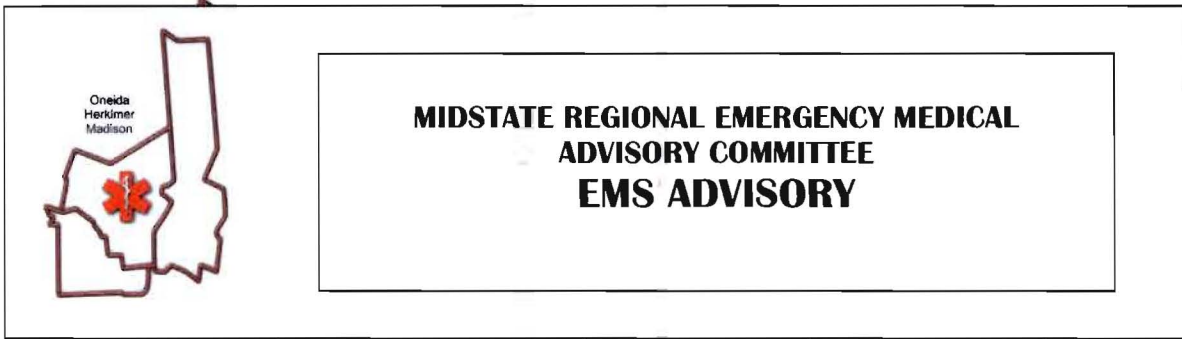 Oneida
Herkimer
Madison
MIDSTATE REGIONAL EMERGENCY MEDICAL
ADVISORY COMMITTEE
EMS ADVISORY